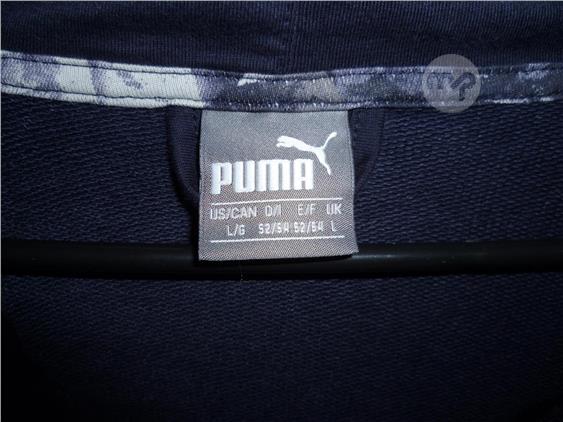 PUMA
US/CAN D/I E/F UK
L/G 52/54 52/54 L